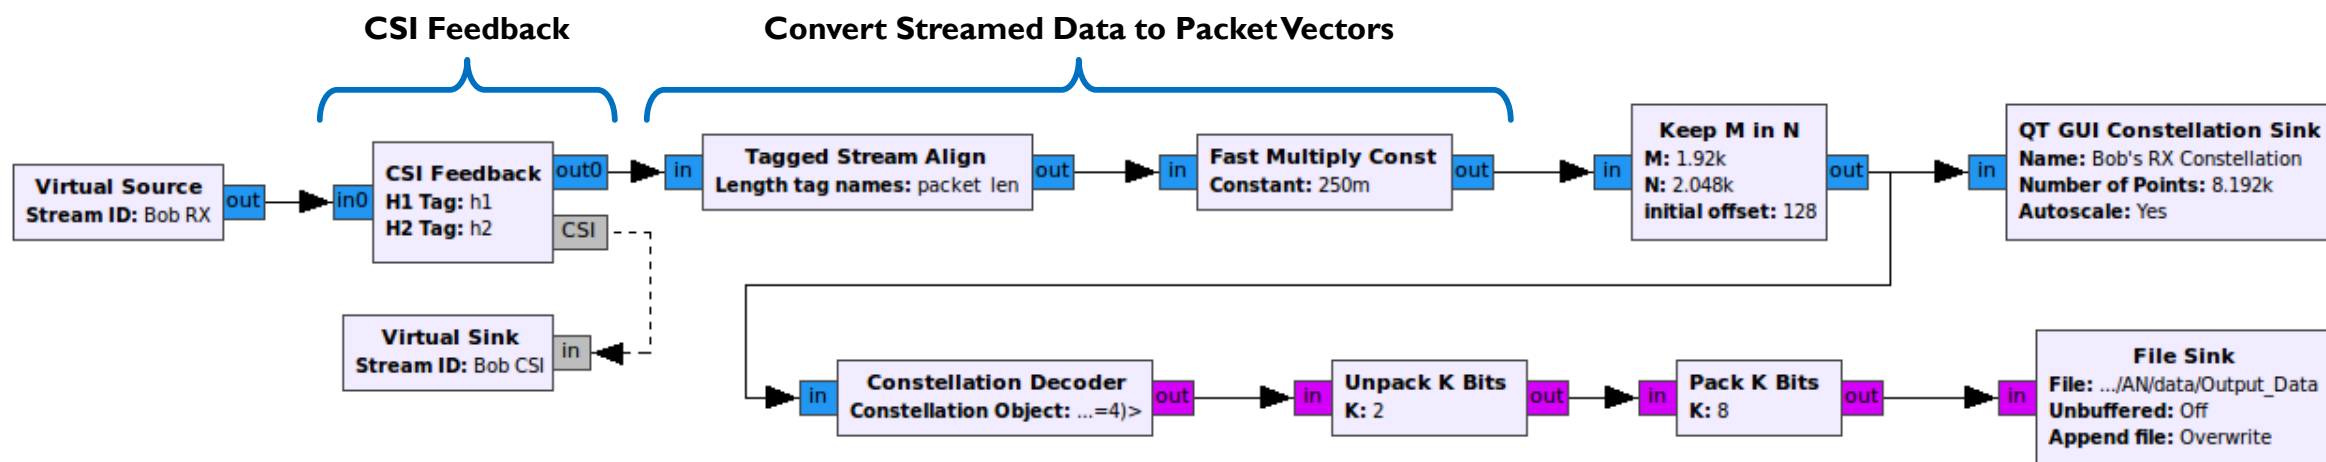 CSI Feedback
Convert Streamed Data to Packet Vectors
Virtual Source
Stream ID: Bob RX
out
in0
CSI Feedback
H1 Tag: h1
H2 Tag: h2
out0
CSI
in
Tagged Stream Align
Length tag names: packet_len
out
in
Fast Multiply Const
Constant: 250m
out
in
Keep M in N
M: 1.92k
N: 2.048k
initial offset: 128
out
in
QT GUI Constellation Sink
Name: Bob's RX Constellation
Number of Points: 8.192k
Autoscale: Yes
Virtual Sink
Stream ID: Bob CSI
in
in
Constellation Decoder
Constellation Object: ...=4)>
out
in
Unpack K Bits
K: 2
out
in
Pack K Bits
K: 8
out
in
File Sink
File: .../AN/data/Output_Data
Unbuffered: Off
Append file: Overwrite